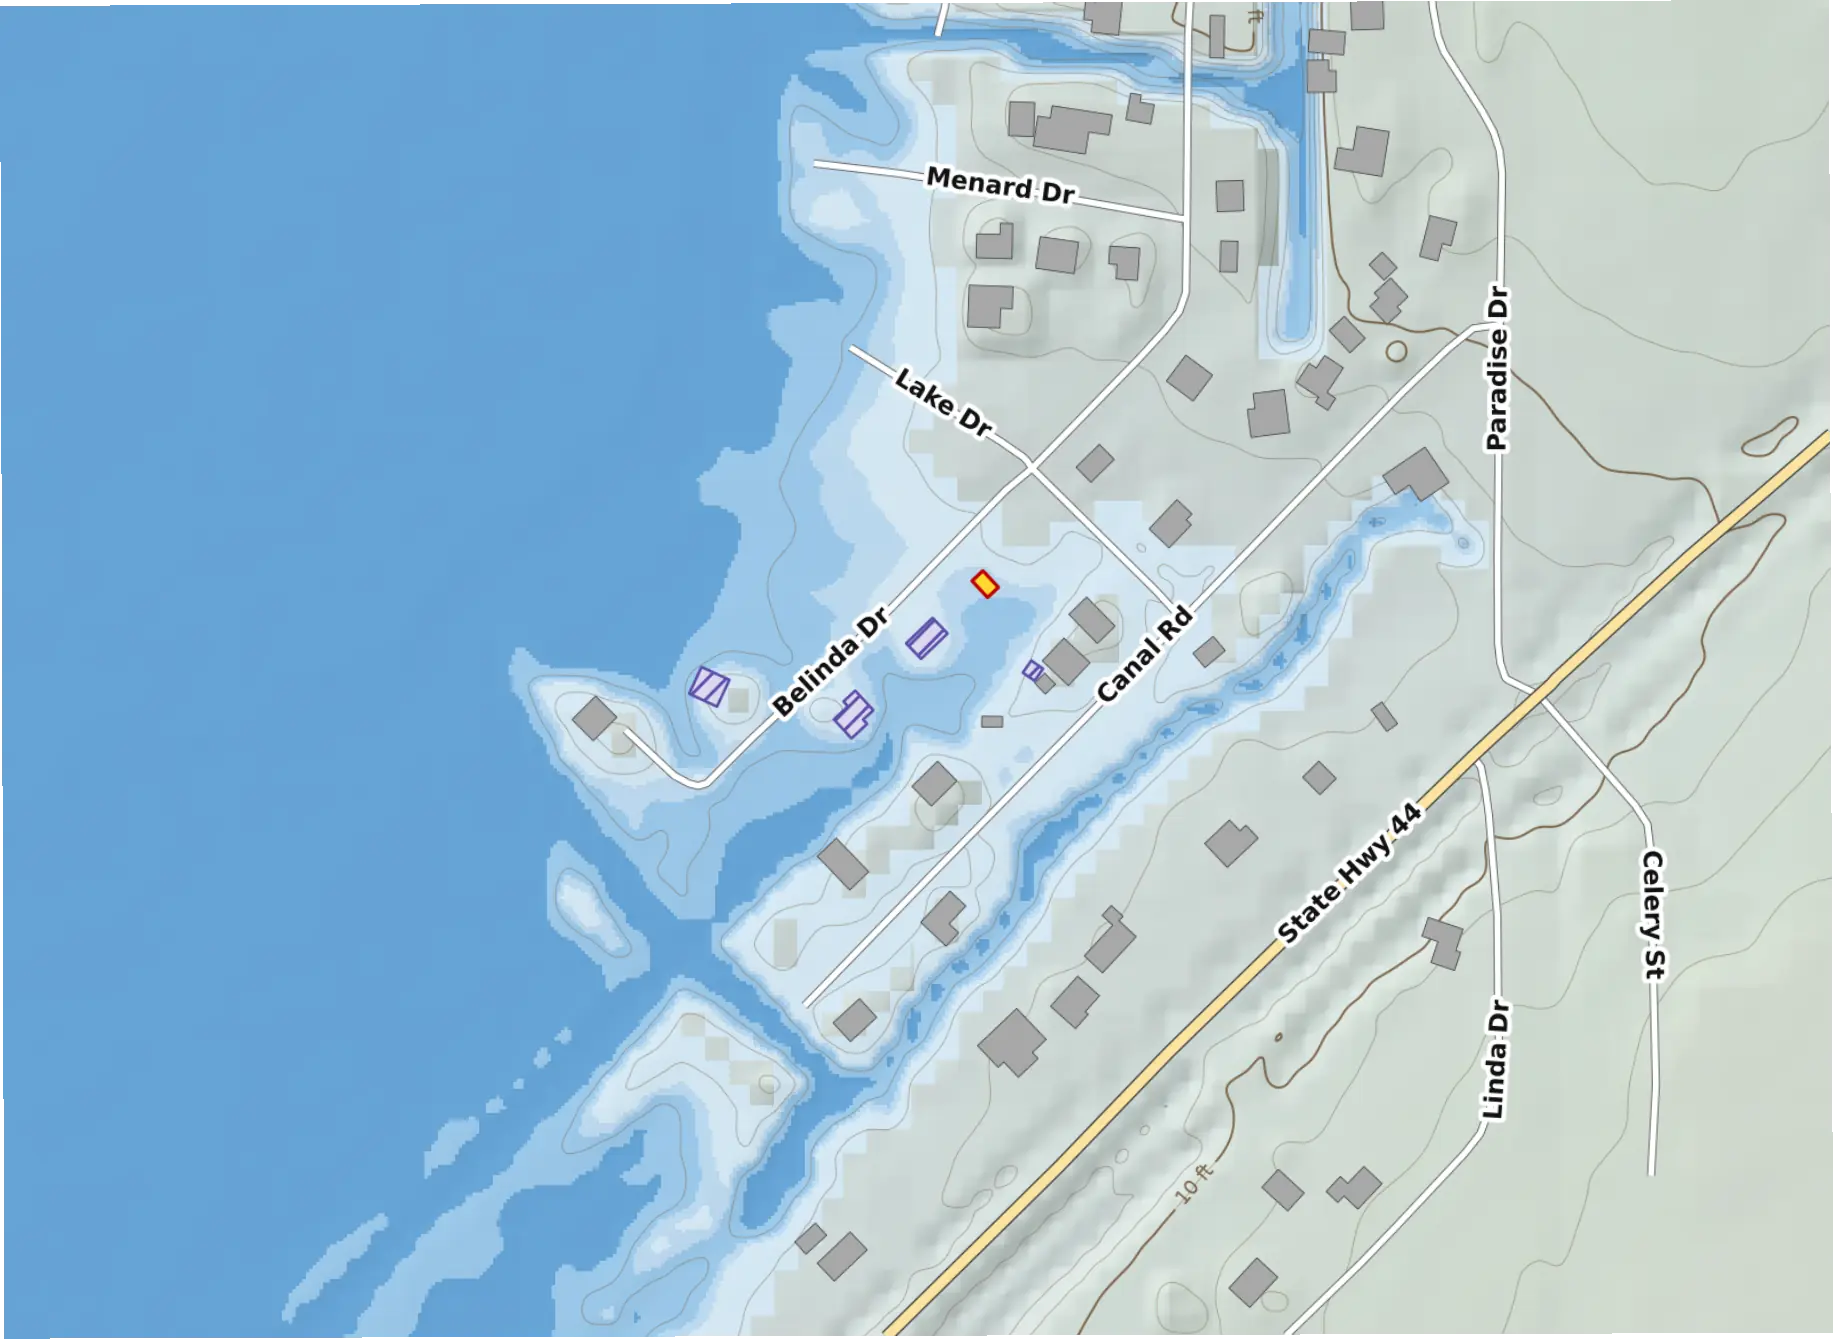 ft
Menard Dr
Lake Dr
Paradise Dr
Belinda Dr
Canal Rd
State Hwy 44
Celery St
Linda Dr
10 ft